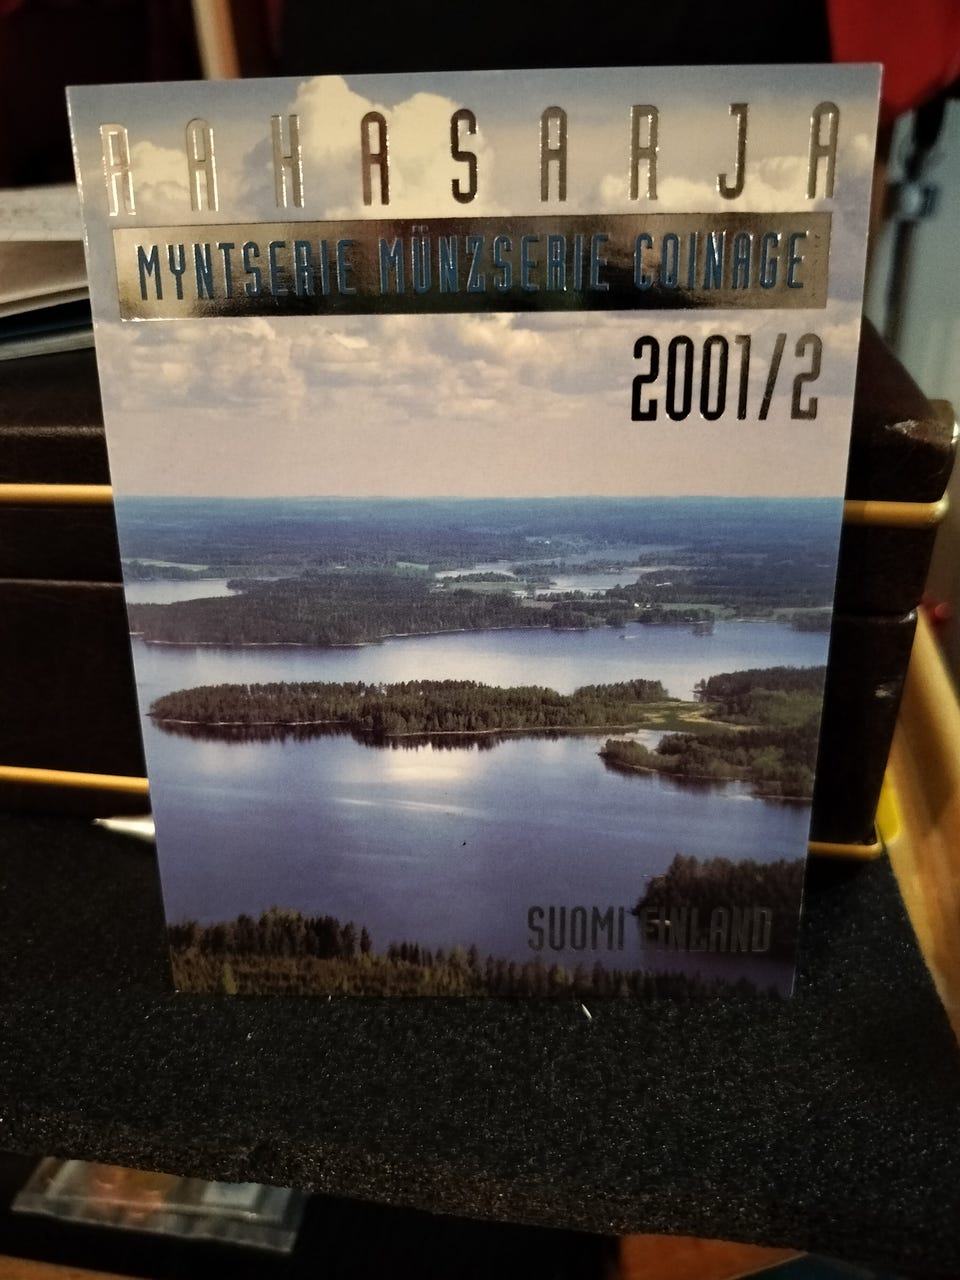 RAHASARJA
MYNTSERIE MÜNZSERIE COINAGE
2001/2
SUOMI FINLAND